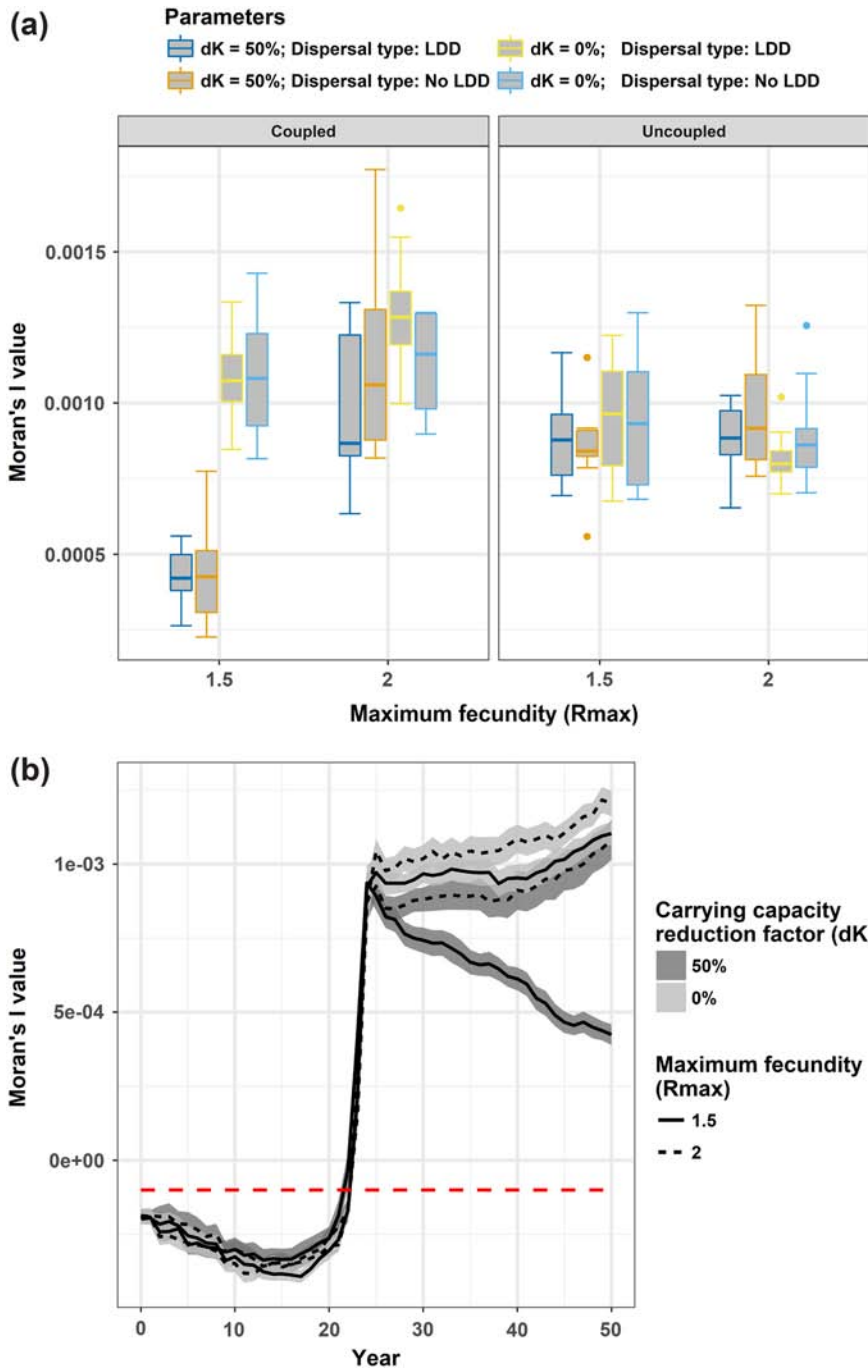 (a)
Parameters
dK = 50%; Dispersal type: LDD
dK = 0%; Dispersal type: LDD
dK = 50%; Dispersal type: No LDD
dK = 0%; Dispersal type: No LDD
Coupled
Uncoupled
Moran's I value
0.0015
0.0010
0.0005
1.5
2
1.5
2
Maximum fecundity (Rmax)
(b)
Moran's I value
1e-03
5e-04
0e+00
0
10
20
30
40
50
Year
Carrying capacity
reduction factor (dK
50%
0%
Maximum fecundity
(Rmax)
1.5
2